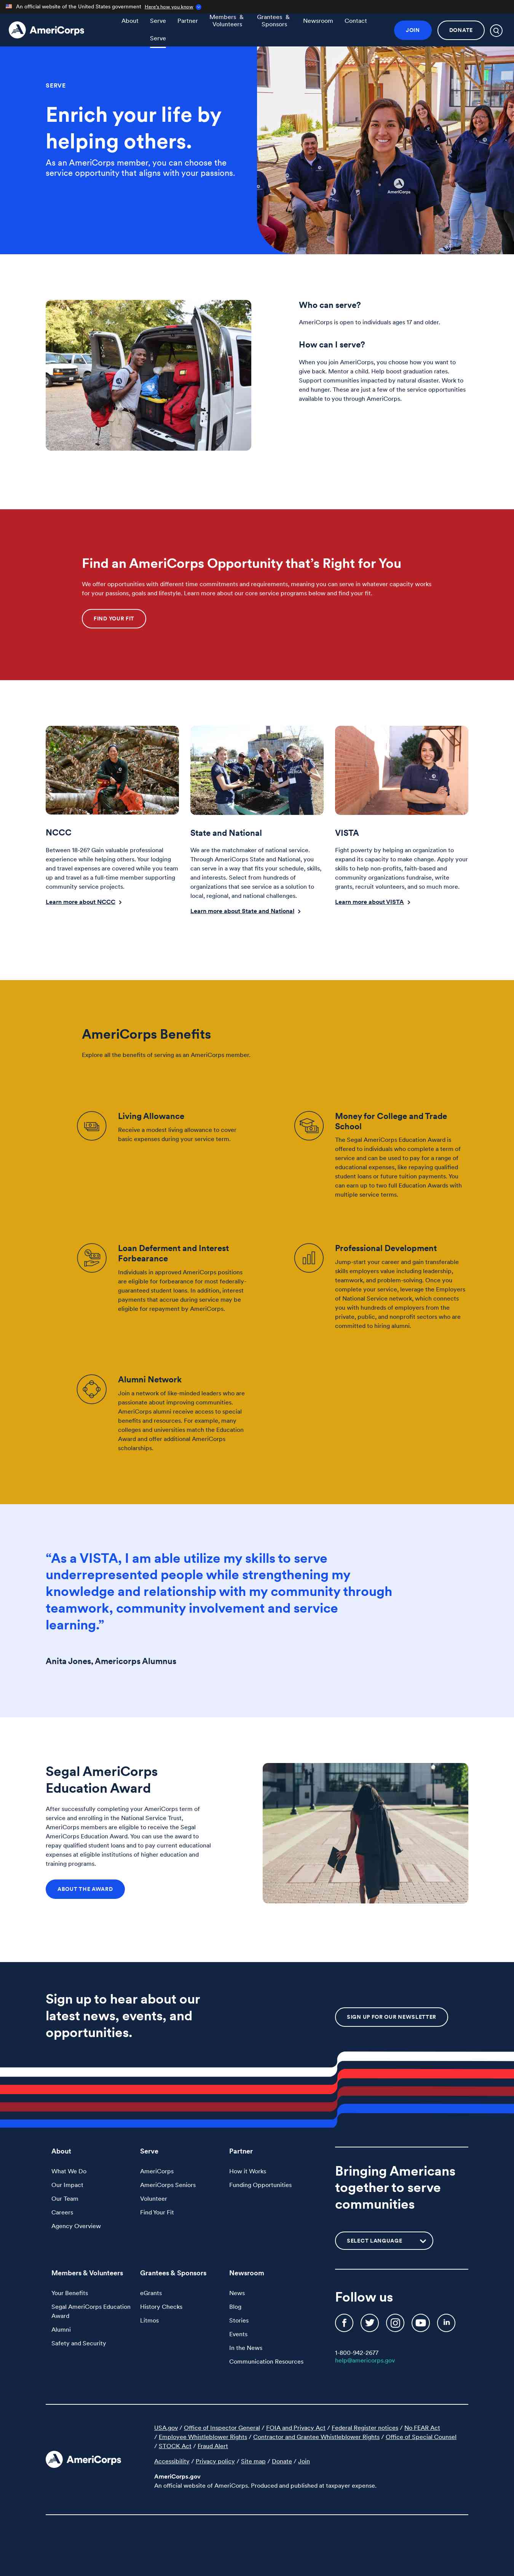 An official website of the United States government Here's how you know
AmeriCorps
About
Serve
Partner
Members &
Volunteers
Grantees &
Sponsors
Newsroom
Contact
JOIN
DONATE
Serve
SERVE
Enrich your life by
helping others.
As an AmeriCorps member, you can choose the
service opportunity that aligns with your passions.
AmeriCorps
Who can serve?
AmeriCorps is open to individuals ages 17 and older.
How can I serve?
When you join AmeriCorps, you choose how you want to
give back. Mentor a child. Help boost graduation rates.
Support communities impacted by natural disaster. Work to
end hunger. These are just a few of the service opportunities
available to you through AmeriCorps.
Find an AmeriCorps Opportunity that's Right for You
We offer opportunities with different time commitments and requirements, meaning you can serve in whatever capacity works
for your passions, goals and lifestyle. Learn more about our core service programs below and find your fit.
FIND YOUR FIT
NCCC
Between 18-26? Gain valuable professional
experience while helping others. Your lodging
and travel expenses are covered while you team
up and travel as a full-time member supporting
community service projects.
Learn more about NCCC
State and National
We are the matchmaker of national service.
Through AmeriCorps State and National, you
can serve in a way that fits your schedule, skills,
and interests. Select from hundreds of
organizations that see service as a solution to
local, regional, and national challenges.
Learn more about State and National
VISTA
Fight poverty by helping an organization to
expand its capacity to make change. Apply your
skills to help non-profits, faith-based and
community organizations fundraise, write
grants, recruit volunteers, and so much more.
Learn more about VISTA
AmeriCorps Benefits
Explore all the benefits of serving as an AmeriCorps member.
Living Allowance
Receive a modest living allowance to cover
basic expenses during your service term.
Money for College and Trade
School
The Segal AmeriCorps Education Award is
offered to individuals who complete a term of
service and can be used to pay for a range of
educational expenses, like repaying qualified
student loans or future tuition payments. You
can earn up to two full Education Awards with
multiple service terms.
Loan Deferment and Interest
Forbearance
Individuals in approved AmeriCorps positions
are eligible for forbearance for most federally-
guaranteed student loans. In addition, interest
payments that accrue during service may be
eligible for repayment by AmeriCorps.
Professional Development
Jump-start your career and gain transferable
skills employers value including leadership,
teamwork, and problem-solving. Once you
complete your service, leverage the Employers
of National Service network, which connects
you with hundreds of employers from the
private, public, and nonprofit sectors who are
committed to hiring alumni.
Alumni Network
Join a network of like-minded leaders who are
passionate about improving communities.
AmeriCorps alumni receive access to special
benefits and resources. For example, many
colleges and universities match the Education
Award and offer additional AmeriCorps
scholarships.
“As a VISTA, I am able utilize my skills to serve
underrepresented people while strengthening my
knowledge and relationship with my community through
teamwork, community involvement and service
learning.”
Anita Jones, Americorps Alumnus
Segal AmeriCorps
Education Award
After successfully completing your AmeriCorps term of
service and enrolling in the National Service Trust,
AmeriCorps members are eligible to receive the Segal
AmeriCorps Education Award. You can use the award to
repay qualified student loans and to pay current educational
expenses at eligible institutions of higher education and
training programs.
ABOUT THE AWARD
Sign up to hear about our
latest news, events, and
opportunities.
SIGN UP FOR OUR NEWSLETTER
About
What We Do
Our Impact
Our Team
Careers
Agency Overview
Serve
AmeriCorps
AmeriCorps Seniors
Volunteer
Find Your Fit
Partner
How it Works
Funding Opportunities
Members & Volunteers
Your Benefits
Segal AmeriCorps Education
Award
Alumni
Safety and Security
Grantees & Sponsors
eGrants
History Checks
Litmos
Newsroom
News
Blog
Stories
Events
In the News
Communication Resources
Bringing Americans
together to serve
communities
SELECT LANGUAGE
Follow us
1-800-942-2677
help@americorps.gov
AmeriCorps
USA.gov / Office of Inspector General / FOIA and Privacy Act / Federal Register notices / No FEAR Act
/ Employee Whistleblower Rights / Contractor and Grantee Whistleblower Rights / Office of Special Counsel
/ STOCK Act / Fraud Alert
Accessibility / Privacy policy / Site map / Donate / Join
AmeriCorps.gov
An official website of AmeriCorps. Produced and published at taxpayer expense.